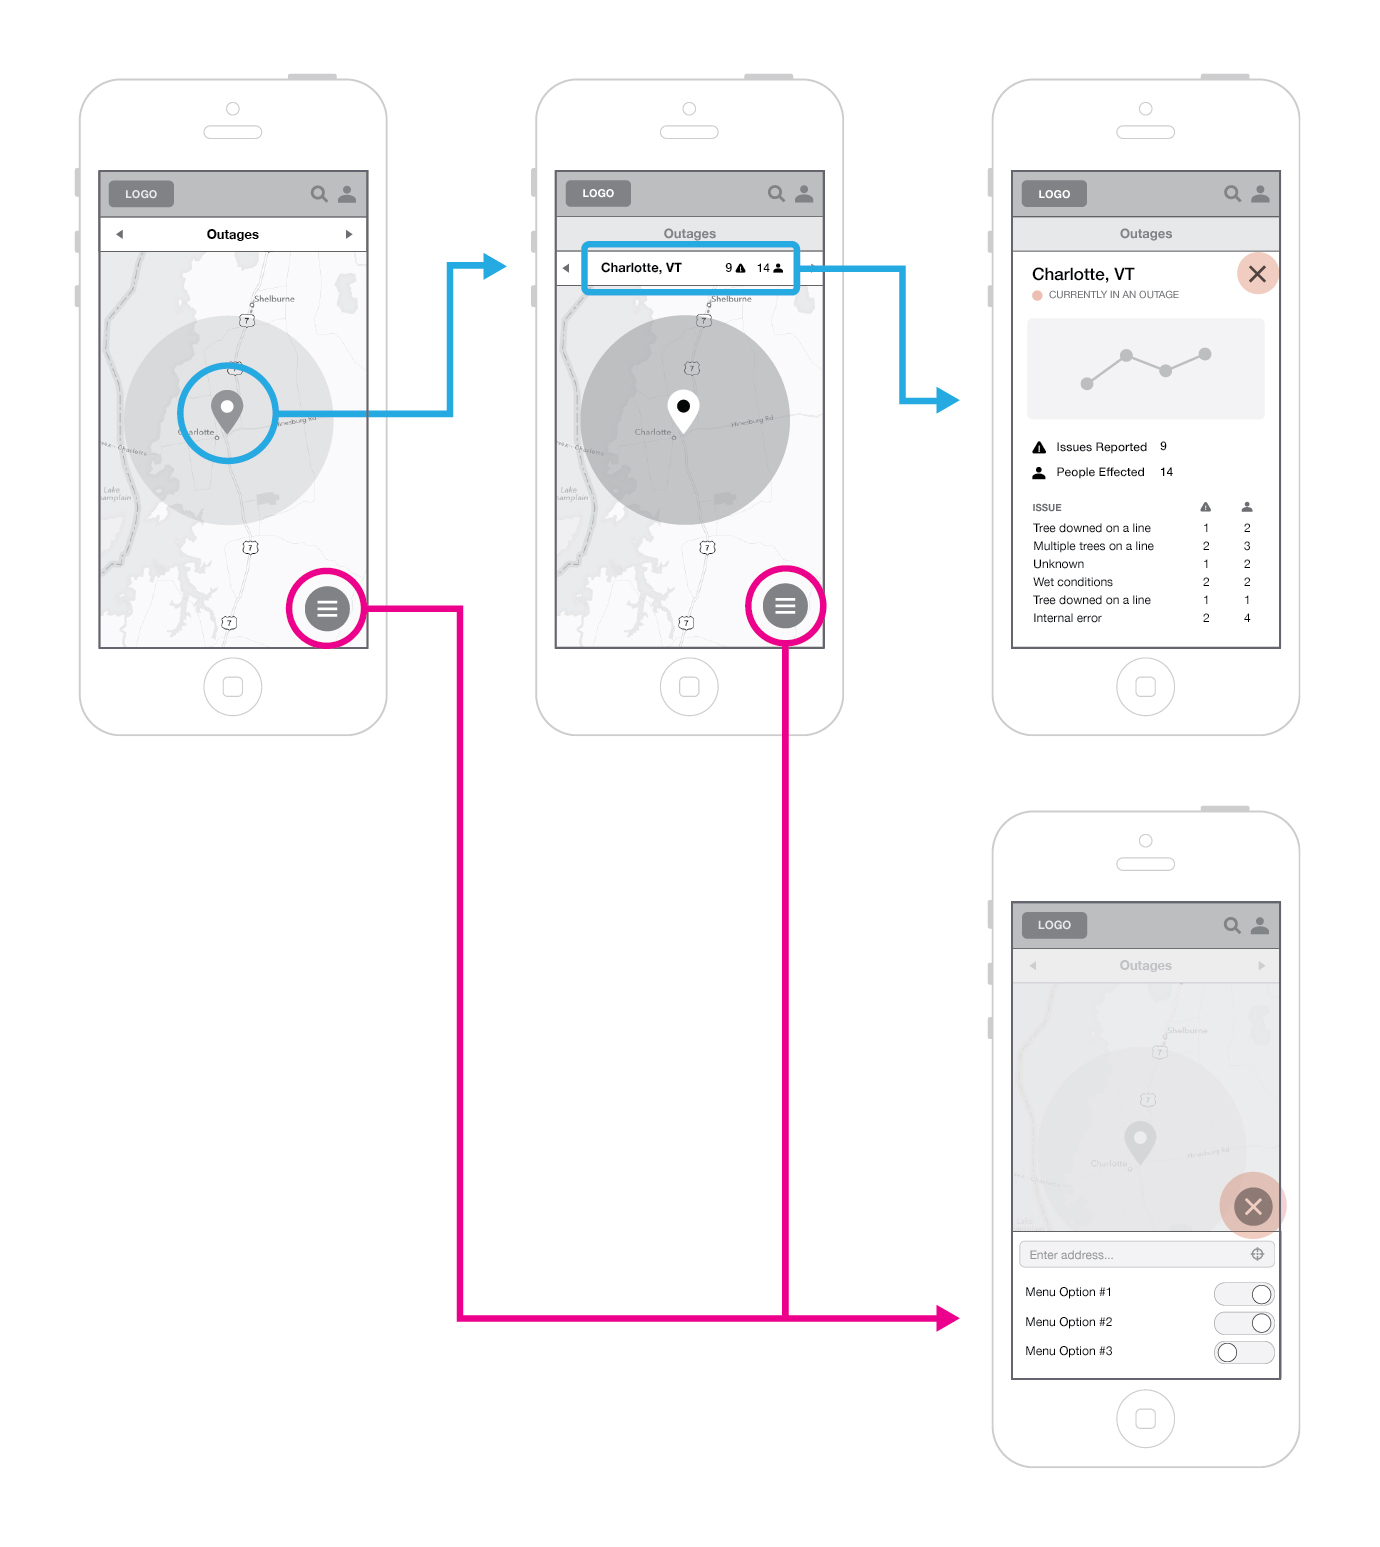 LOGO
Outages
Shelburne
7
7
Charlotte
Hinesburg Rd
Lake
7
7
LOGO
Outages
Charlotte, VT 9 14
Shelburne
7
7
Charlotte
Hinesburg Rd
Lake
7
7
LOGO
Outages
Charlotte, VT
CURRENTLY IN AN OUTAGE
Issues Reported 9
People Effected 14
ISSUE
Tree downed on a line 1 2
Multiple trees on a line 2 3
Unknown 1 2
Wet conditions 2 2
Tree downed on a line 1 1
Internal error 2 4
LOGO
Outages
Shelburne
7
7
Charlotte
Hinesburg Rd
Enter address...
Menu Option #1
Menu Option #2
Menu Option #3